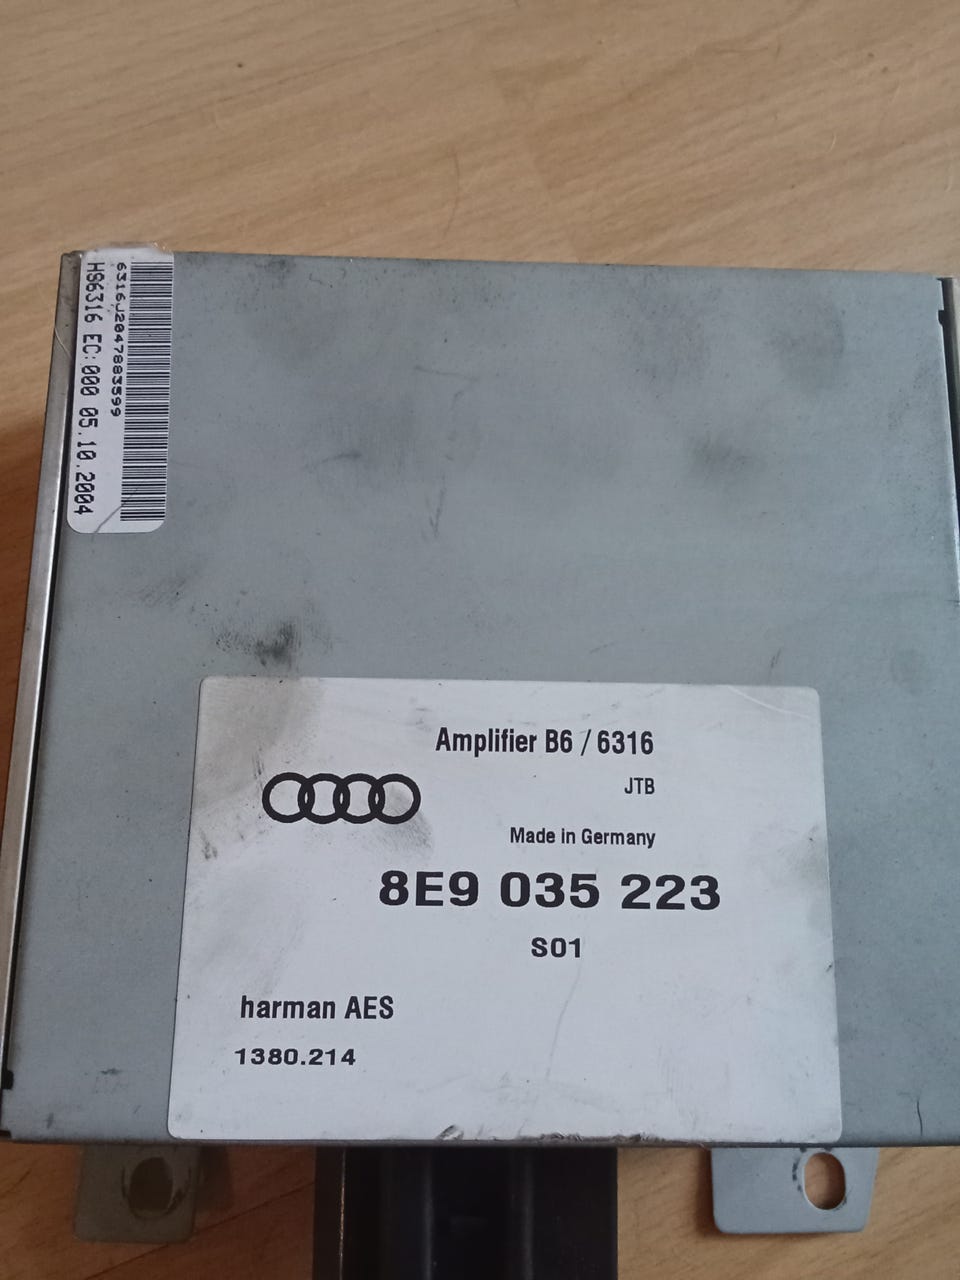 6316J2047883599
HS6316 EC:000 05.10.2004
Amplifier B6 / 6316
JTB
Made in Germany
8E9 035 223
S01
harman AES
1380.214